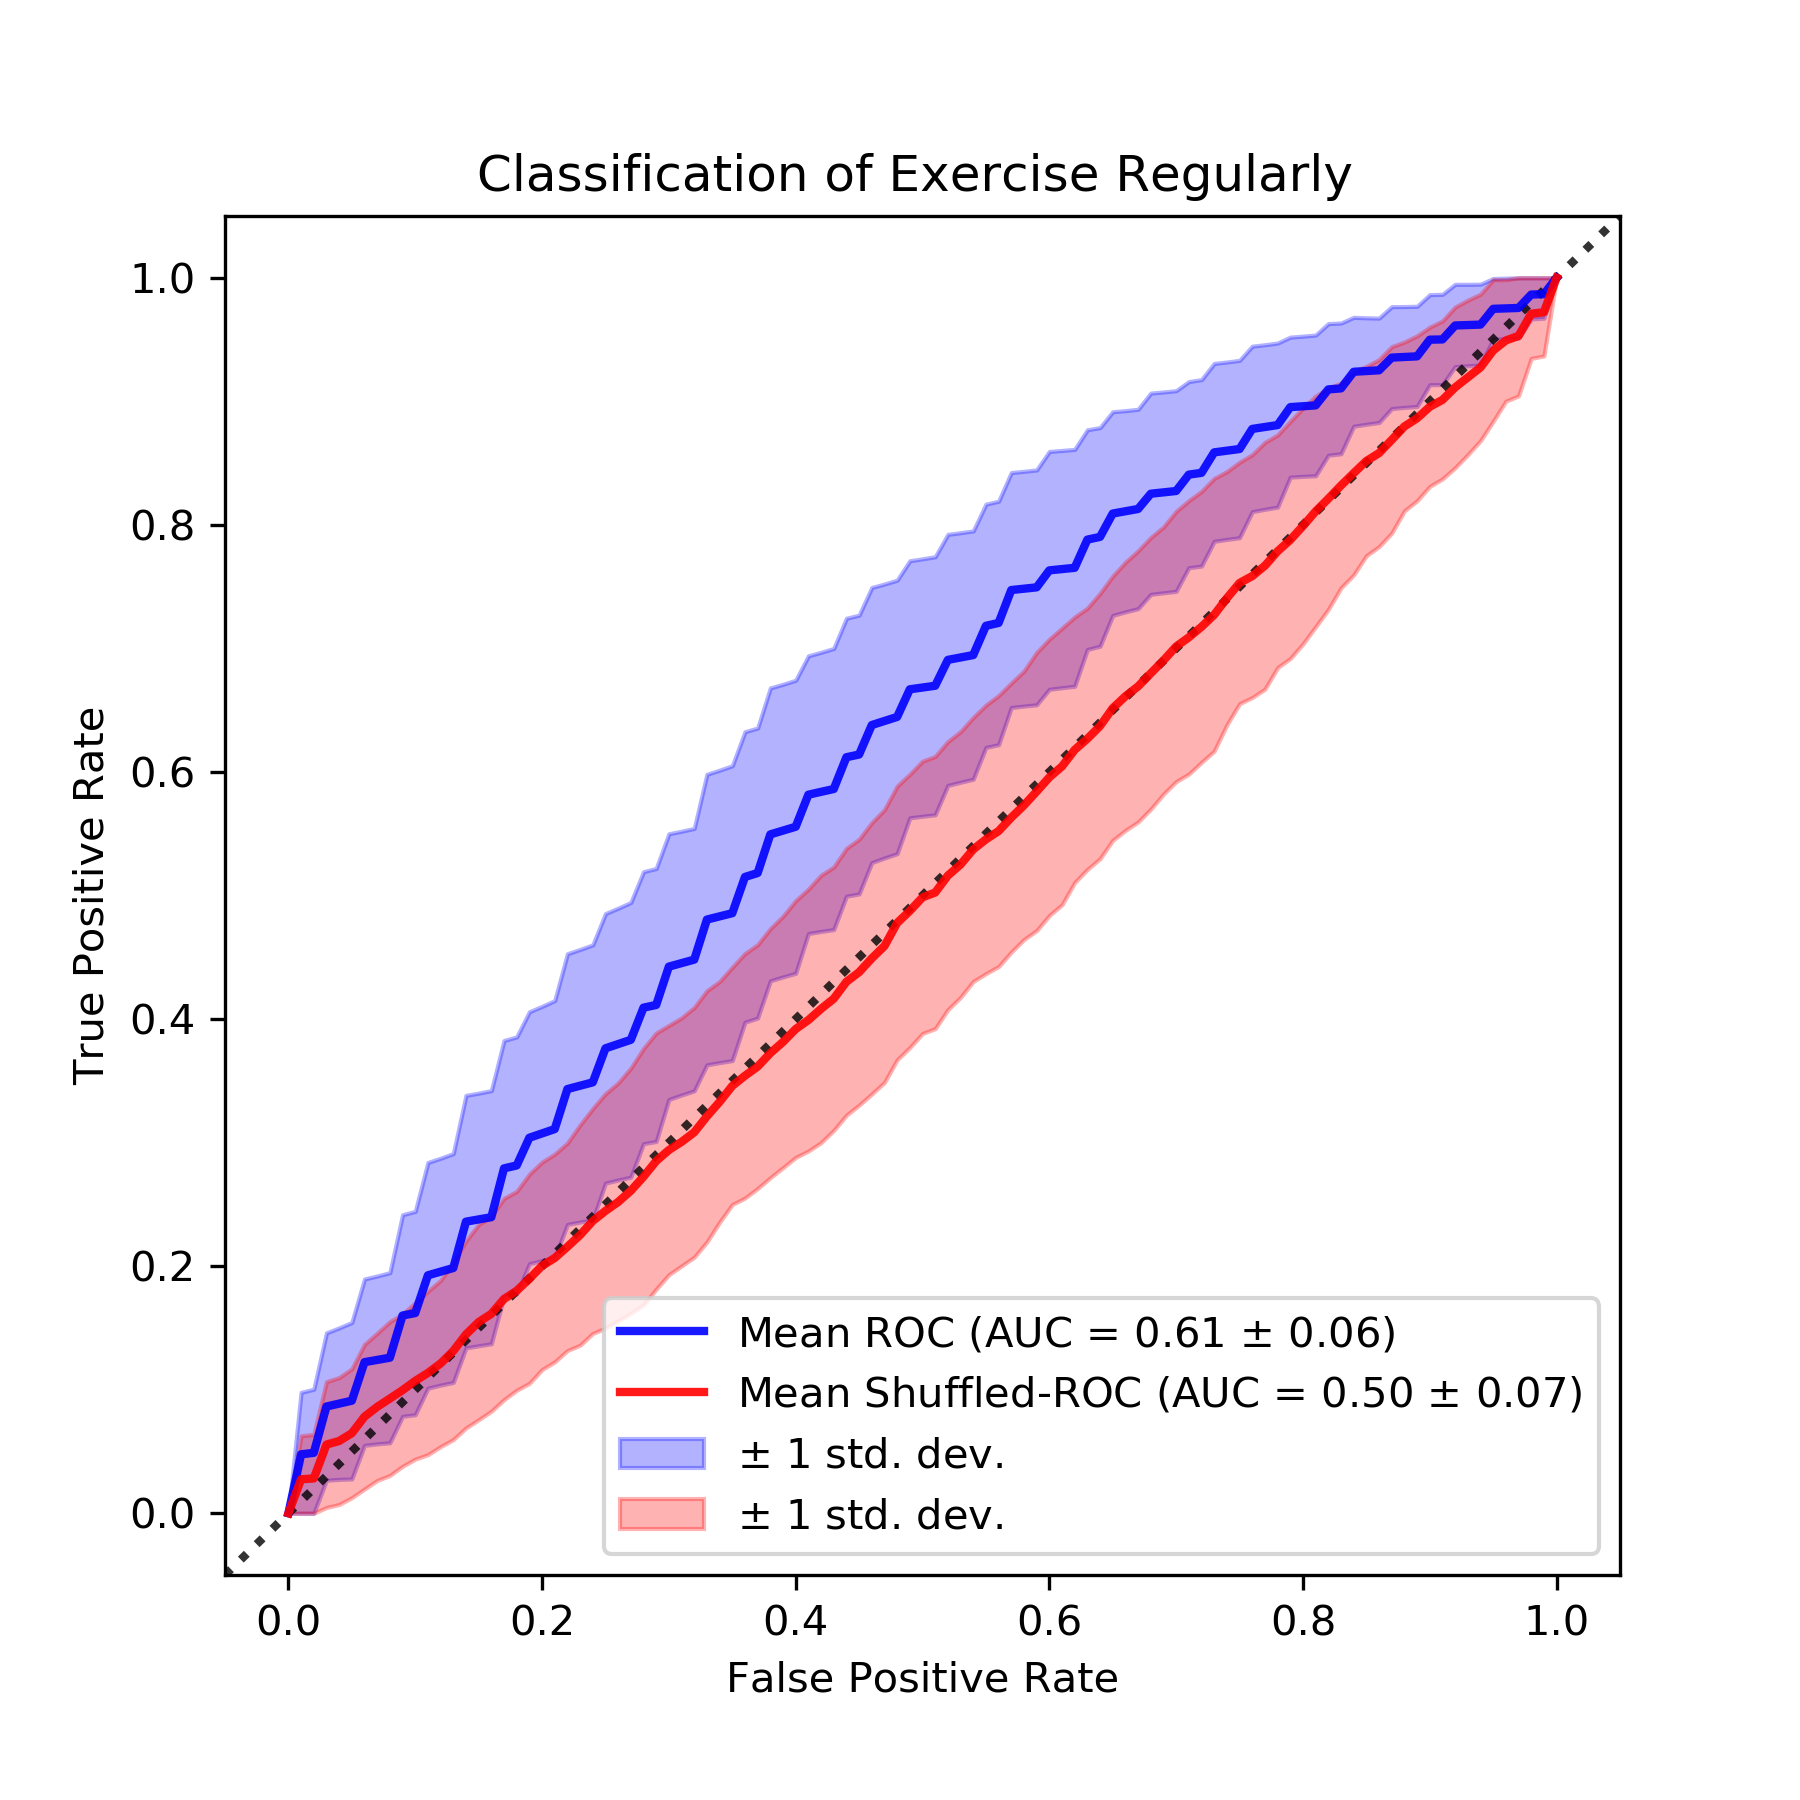 Classification of Exercise Regularly
True Positive Rate
1.0
0.8
0.6
0.4
0.2
0.0
Mean ROC (AUC = 0.61 ± 0.06)
Mean Shuffled-ROC (AUC = 0.50 ± 0.07)
± 1 std. dev.
± 1 std. dev.
0.0 0.2 0.4 0.6 0.8 1.0
False Positive Rate